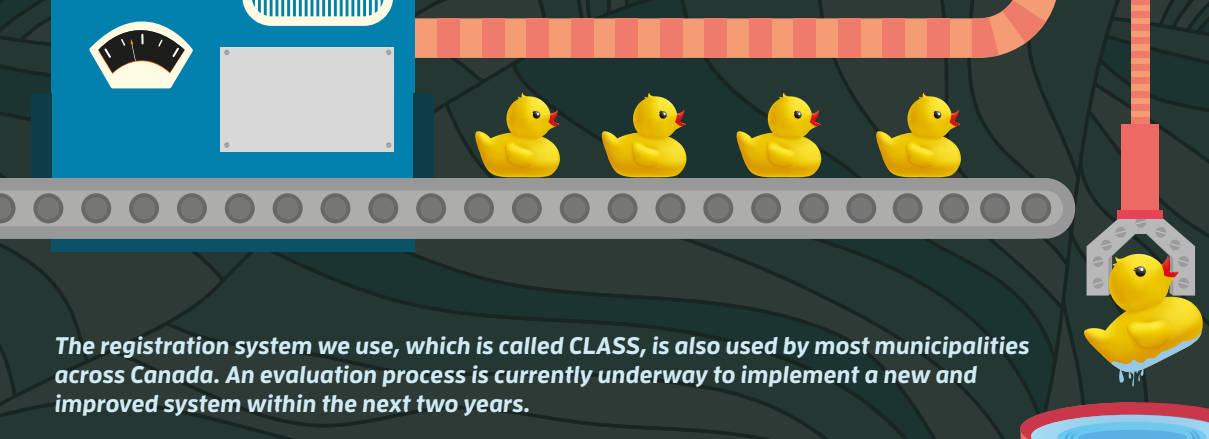 The registration system we use, which is called CLASS, is also used by most municipalities
across Canada. An evaluation process is currently underway to implement a new and
improved system within the next two years.